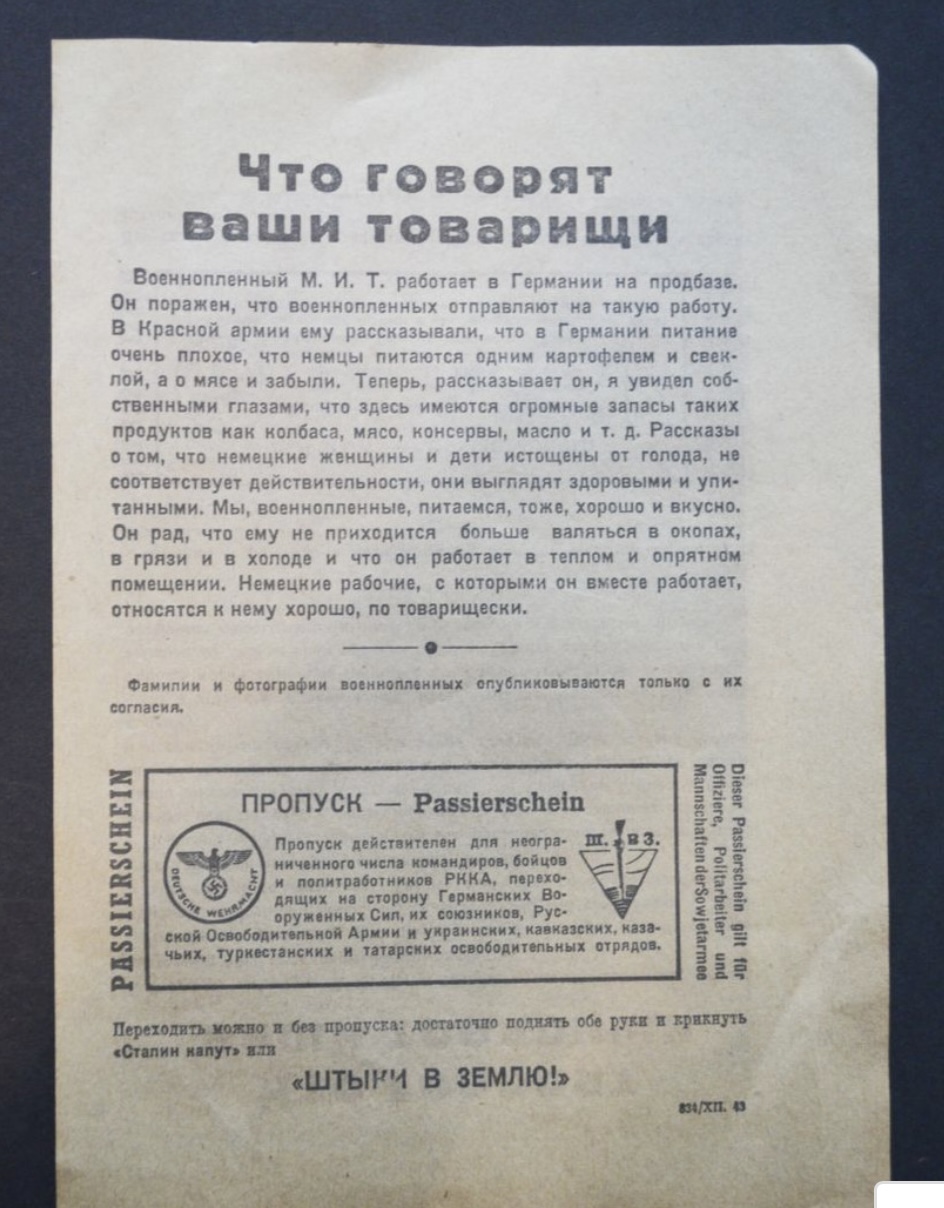 Что говорят
ваши товарищи
Военнопленный М. И. Т. работает в Германии на продбазе.
Он поражен, что военнопленных отправляют на такую работу.
В Красной армии ему рассказывали, что в Германии питание
очень плохое, что немцы питаются одним картофелем и свек-
лой, а о мясе и забыли. Теперь, рассказывает он, я увидел соб-
ственными глазами, что здесь имеются огромные запасы таких
продуктов как колбаса, мясо, консервы, масло и т. д. Рассказы
о том, что немецкие женщины и дети истощены от голода, не
соответствует действительности, они выглядят здоровыми и упи-
танными. Мы, военнопленные, питаемся, тоже, хорошо и вкусно.
Он рад, что ему не приходится больше валяться в окопах,
в грязи и в холоде и что он работает в теплом и опрятном
помещении. Немецкие рабочие, с которыми он вместе работает,
относятся к нему хорошо, по товарищески.
Фамилии и фотографии военнопленных опубликовываются только с их
согласия.
PASSIERSCHEIN
ПРОПУСК — Passierschein
DEUTSCHE WEHRMACHT
Ш. В З.
Пропуск действителен для неогра-
ниченного числа командиров, бойцов
и политработников РККА, перехо-
дящих на сторону Германских Во-
оруженных Сил, их союзников, Рус-
ской Освободительной Армии и украинских, кавказских, каза-
чьих, туркестанских и татарских освободительных отрядов.
Dieser Passierschein gilt für
Offiziere, Politarbeiter und
Mannschaften derSowjetarmee
Переходить можно и без пропуска: достаточно поднять обе руки и крикнуть
«Сталин капут» или
«ШТЫКИ В ЗЕМЛЮ!»
834/XII. 43